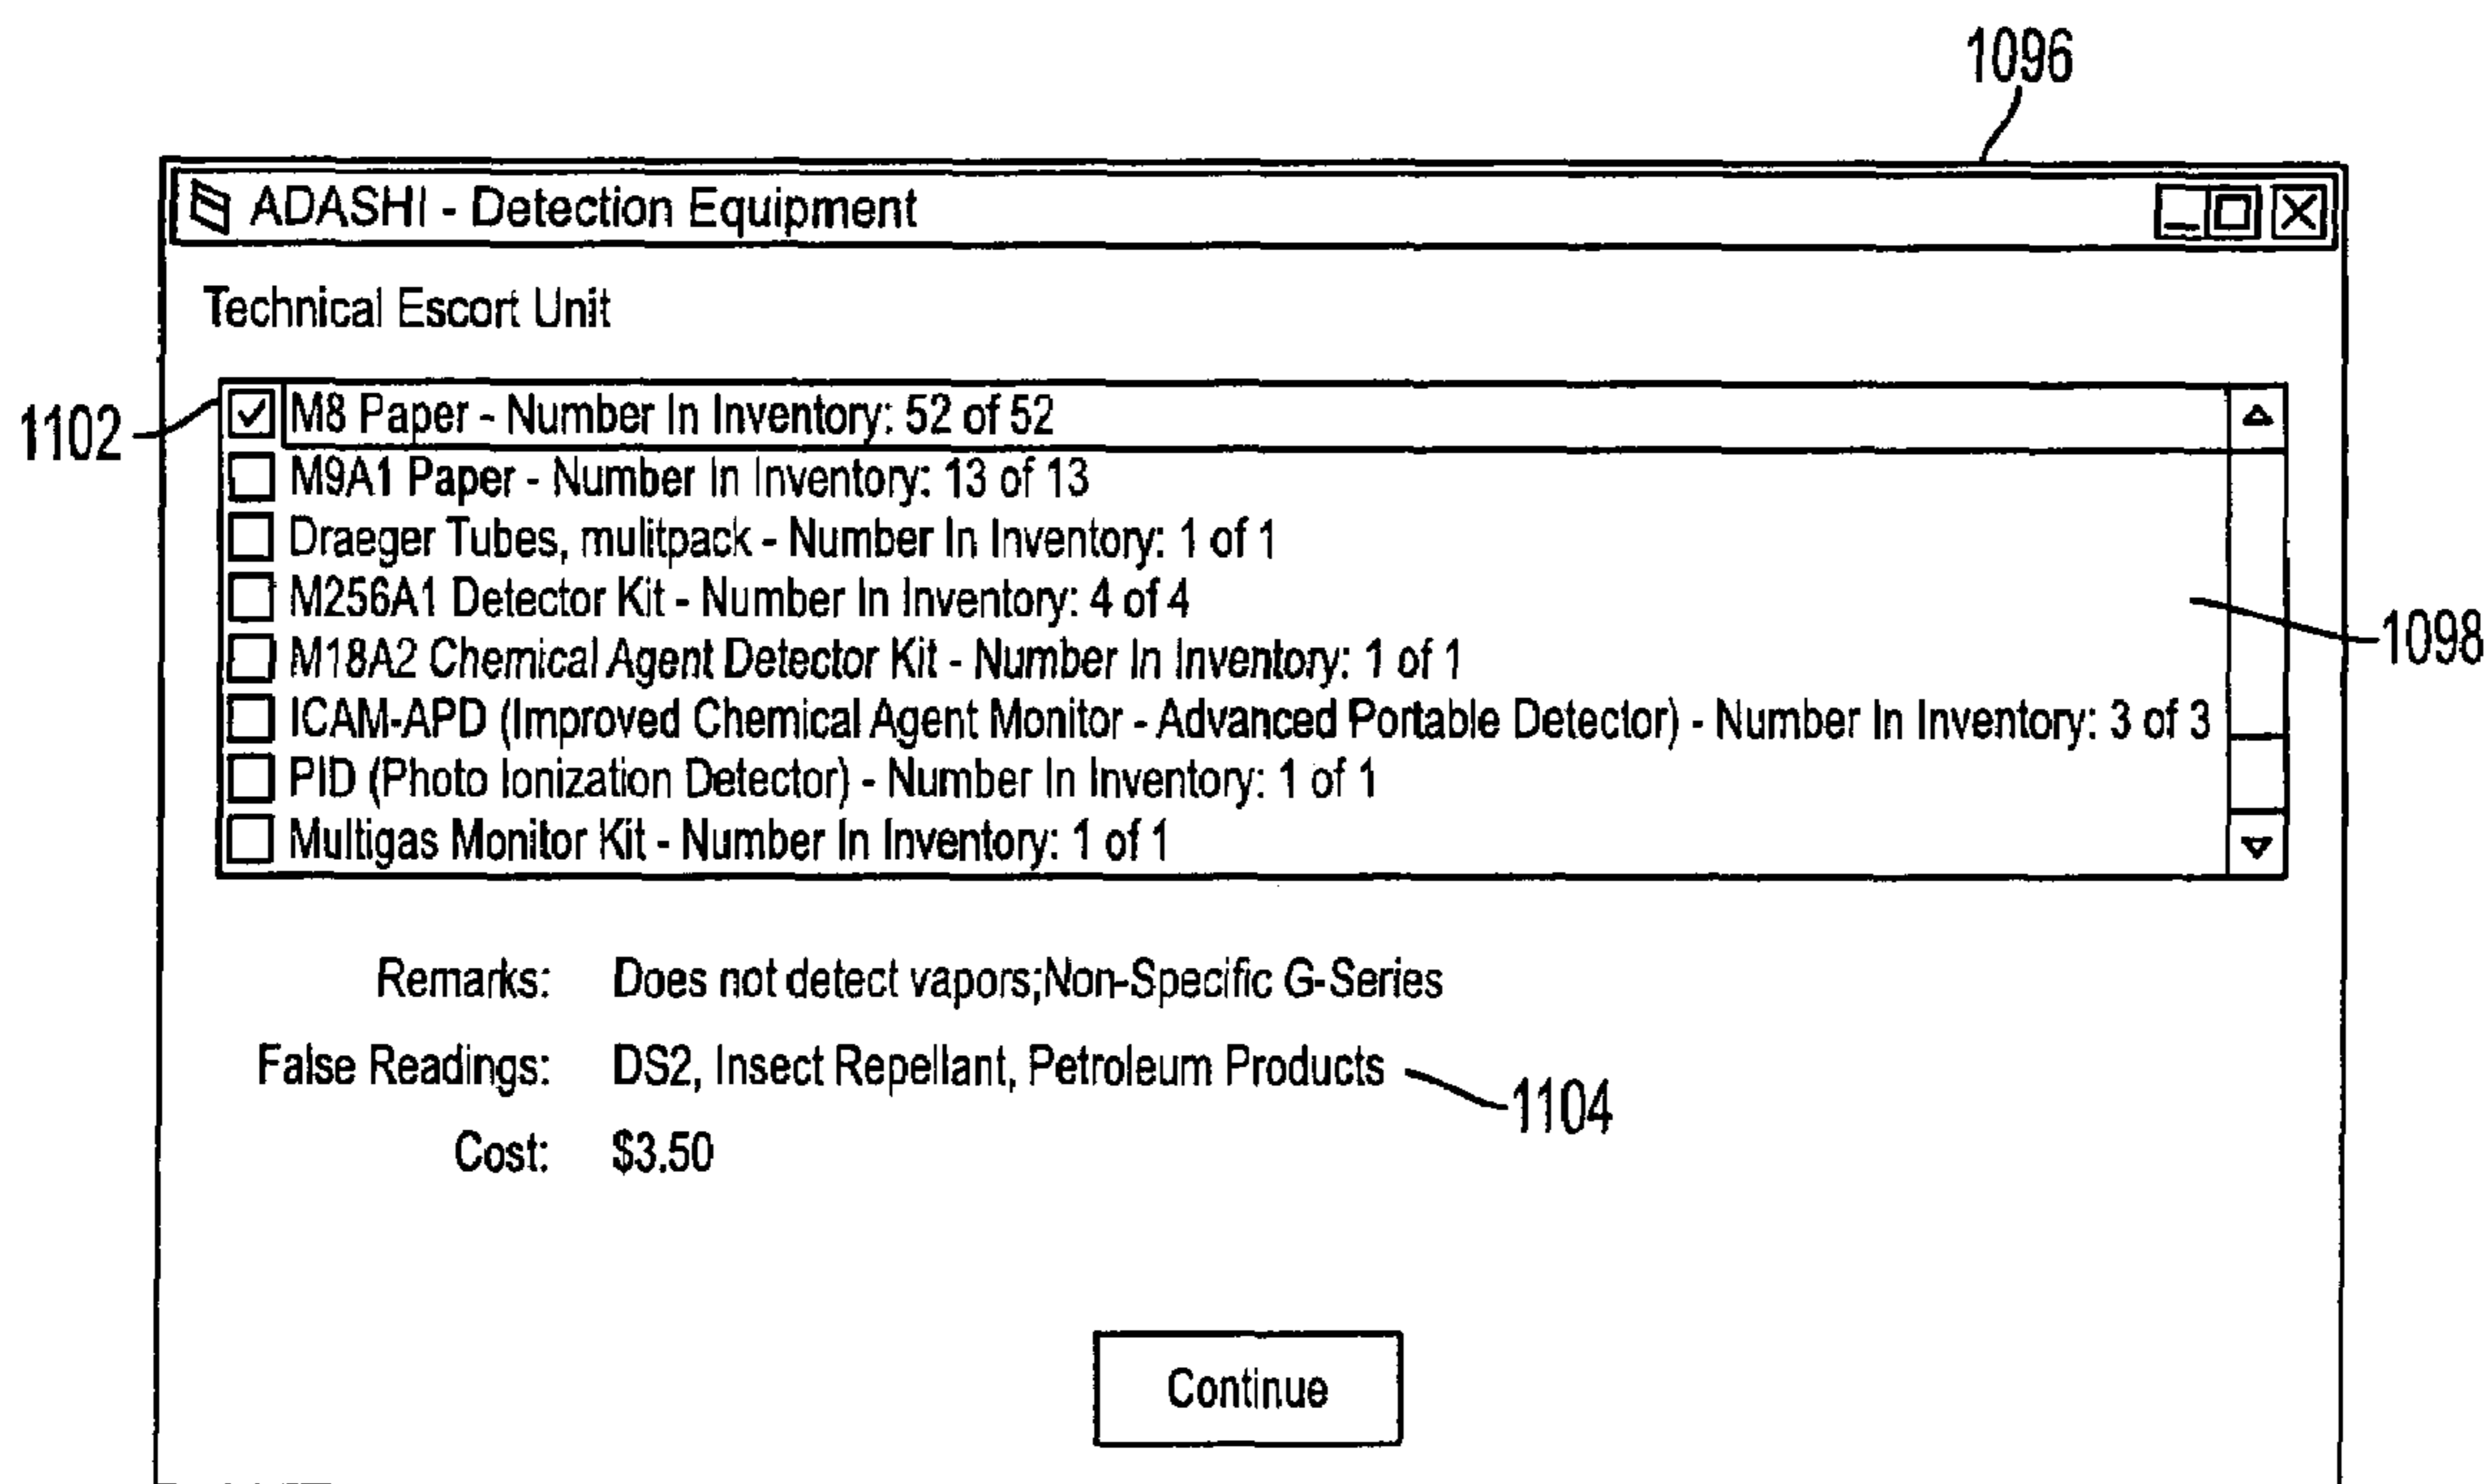 1096
ADASHI - Detection Equipment
Technical Escort Unit
1102
M8 Paper - Number In Inventory: 52 of 52
M9A1 Paper - Number In Inventory: 13 of 13
Draeger Tubes, mulitpack - Number In Inventory: 1 of 1
M256A1 Detector Kit - Number In Inventory: 4 of 4
1098
M18A2 Chemical Agent Detector Kit - Number In Inventory: 1 of 1
ICAM-APD (Improved Chemical Agent Monitor - Advanced Portable Detector) - Number In Inventory: 3 of 3
PID (Photo Ionization Detector) - Number In Inventory: 1 of 1
Multigas Monitor Kit - Number In Inventory: 1 of 1
Remarks: Does not detect vapors;Non-Specific G-Series
False Readings: DS2, Insect Repellant, Petroleum Products
1104
Cost: $3.50
Continue